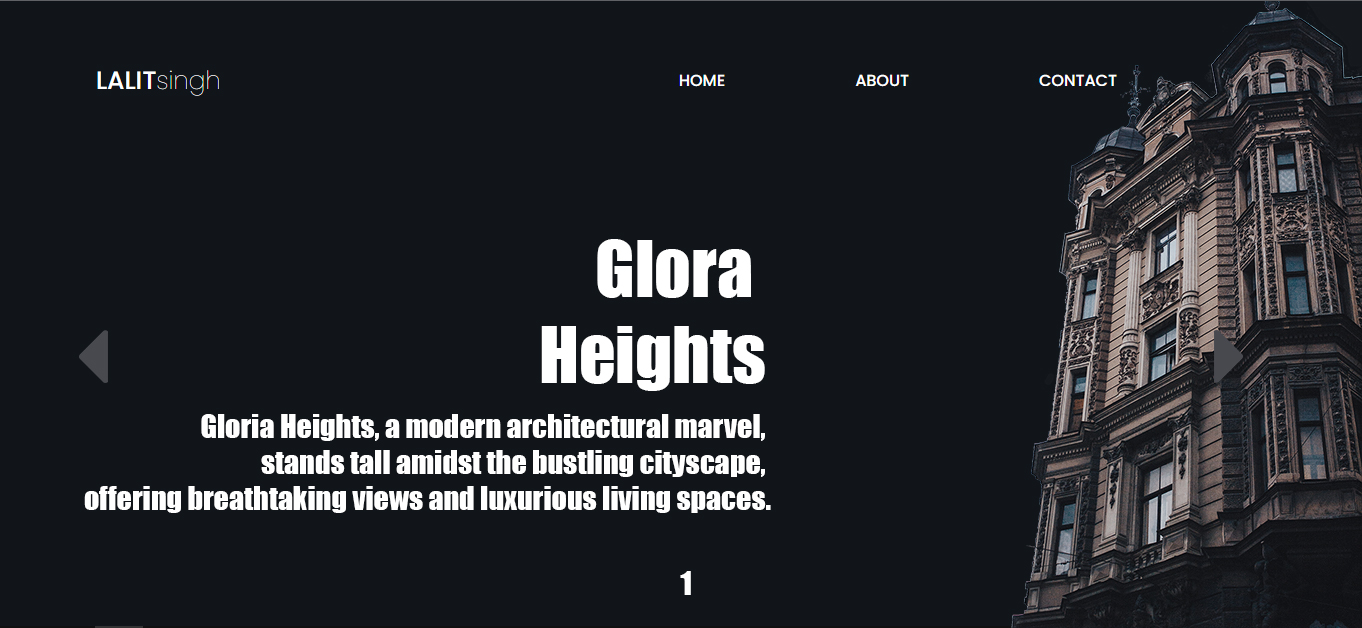 LALITsingh
HOME
ABOUT
CONTACT
Glora
Heights
Gloria Heights, a modern architectural marvel,
stands tall amidst the bustling cityscape,
offering breathtaking views and luxurious living spaces.
1